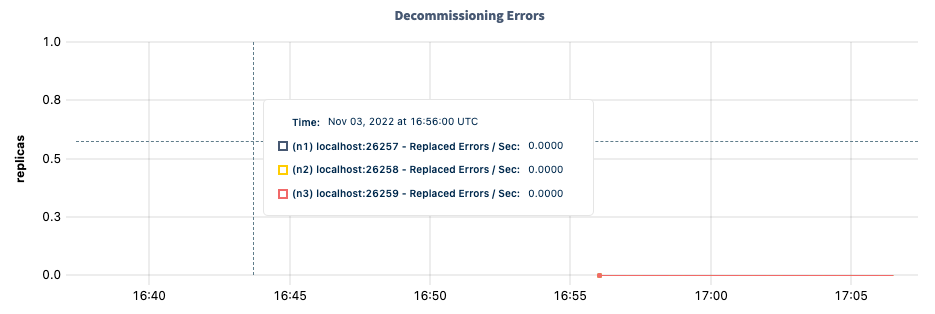 Decommissioning Errors
replicas
1.0
0.8
0.5
0.3
0.0
Time: Nov 03, 2022 at 16:56:00 UTC
(n1) localhost:26257 - Replaced Errors / Sec: 0.0000
(n2) localhost:26258 - Replaced Errors / Sec: 0.0000
(n3) localhost:26259 - Replaced Errors / Sec: 0.0000
16:40 16:45 16:50 16:55 17:00 17:05